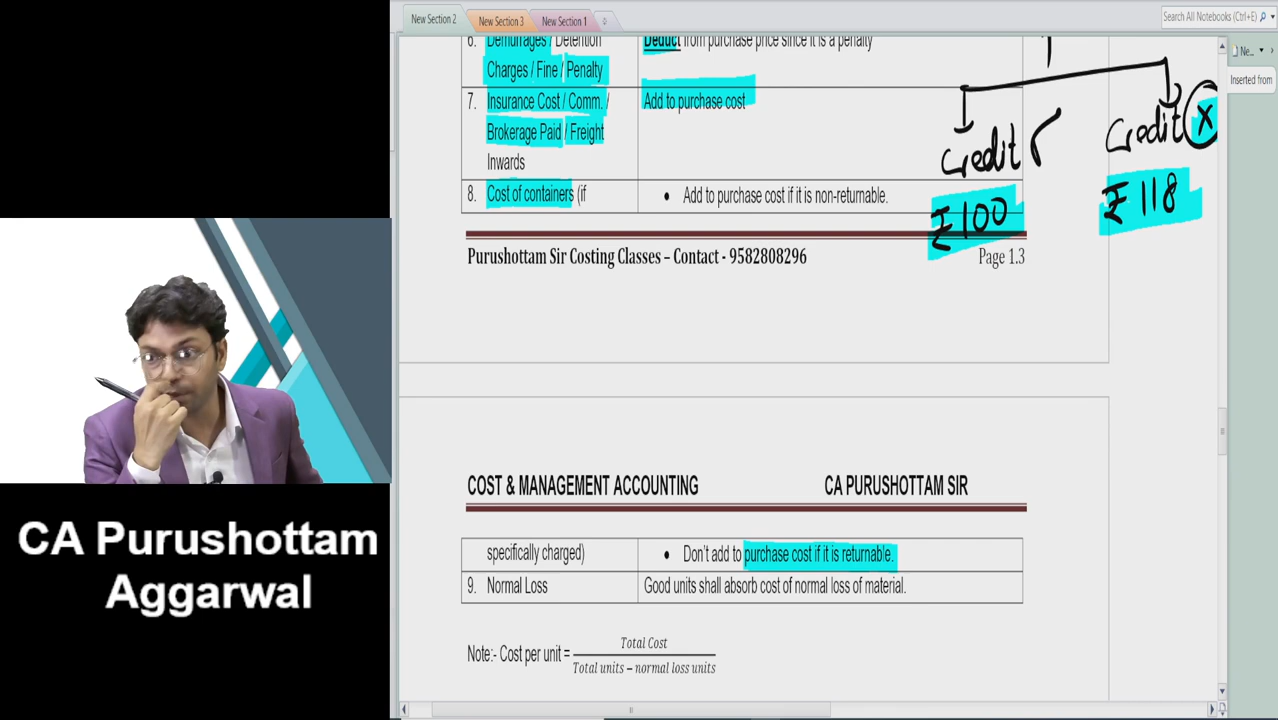 New Section 2
New Section 3
New Section 1
Search All Notebooks (Ctrl+E)
Ne...
Inserted from
6. Demurrages / Detention Charges / Fine / Penalty
Deduct from purchase price since it is a penalty
7. Insurance Cost / Comm. / Brokerage Paid / Freight Inwards
Add to purchase cost
8. Cost of containers (if
• Add to purchase cost if it is non-returnable.
Credit ✓
₹100
Credit X
₹118
Purushottam Sir Costing Classes – Contact - 9582808296
Page 1.3
COST & MANAGEMENT ACCOUNTING
CA PURUSHOTTAM SIR
specifically charged)
• Don't add to purchase cost if it is returnable.
9. Normal Loss
Good units shall absorb cost of normal loss of material.
Note:- Cost per unit = Total Cost
Total units – normal loss units
CA Purushottam
Aggarwal